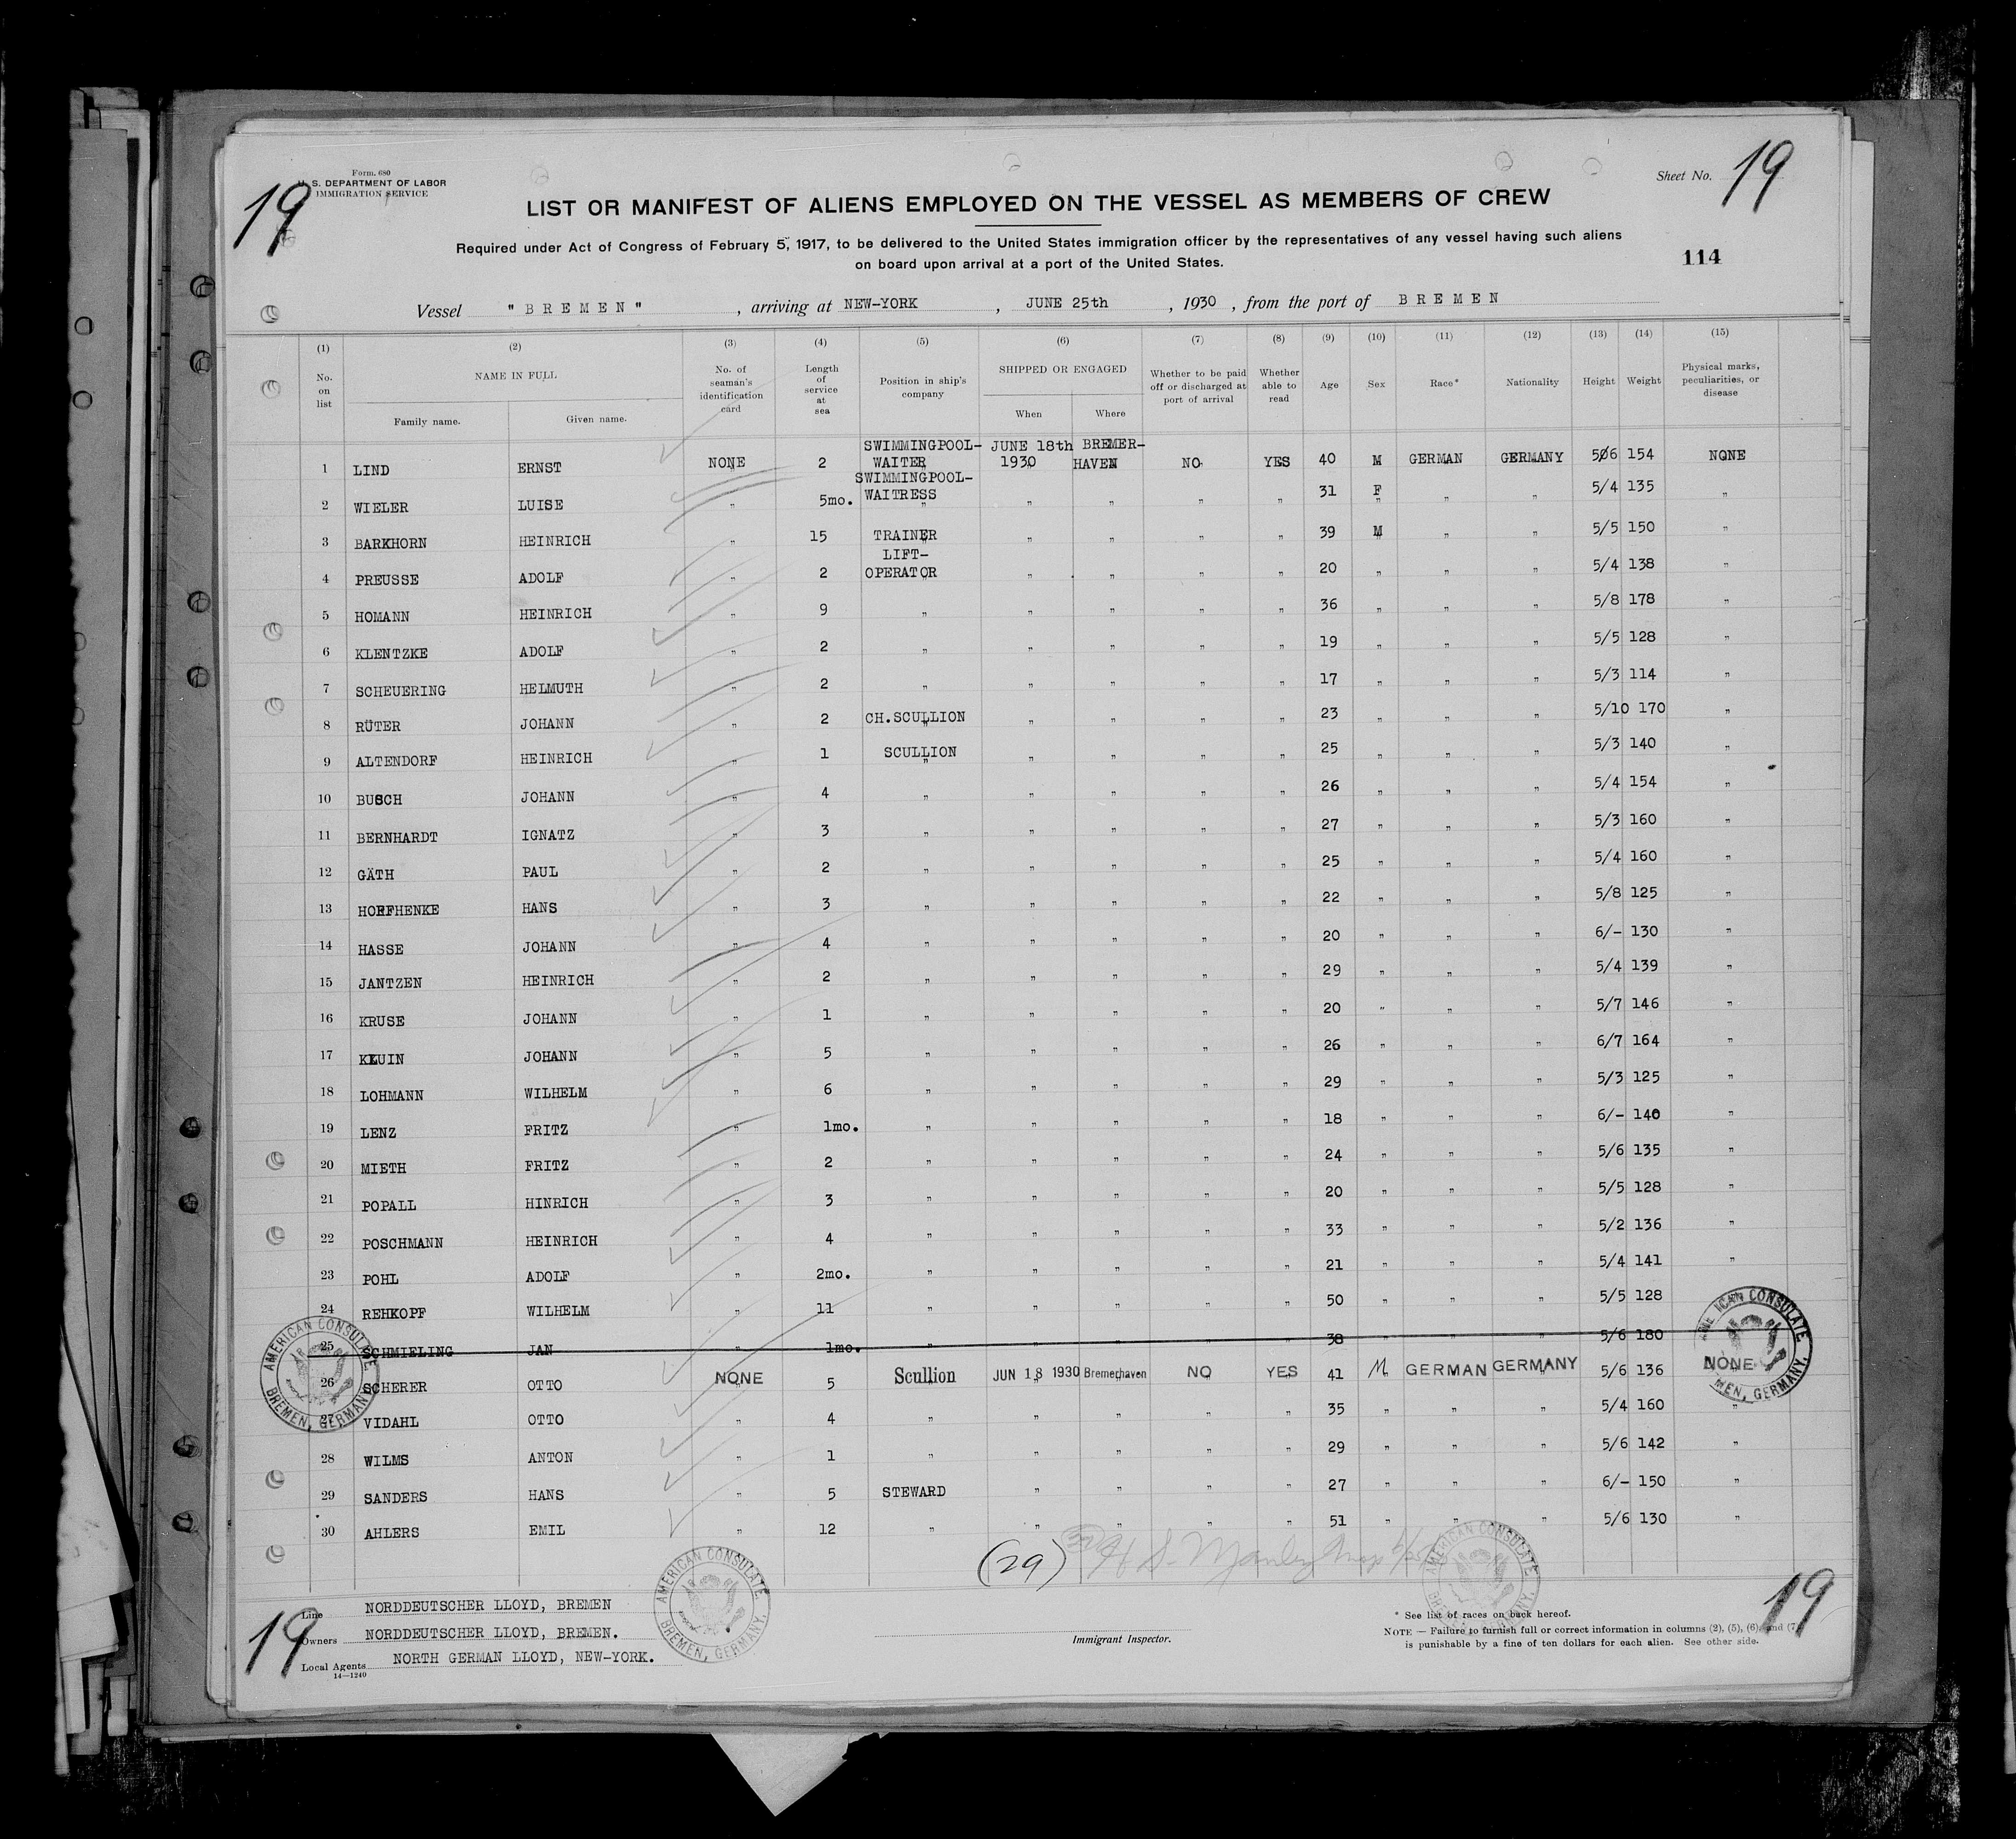 Form. 680
U. S. DEPARTMENT OF LABOR
IMMIGRATION SERVICE
19
Sheet No. 19
LIST OR MANIFEST OF ALIENS EMPLOYED ON THE VESSEL AS MEMBERS OF CREW
Required under Act of Congress of February 5, 1917, to be delivered to the United States immigration officer by the representatives of any vessel having such aliens
on board upon arrival at a port of the United States.
114
Vessel " BREMEN " , arriving at NEW-YORK , JUNE 25th , 1930 , from the port of BREMEN
(1) (2) (3) (4) (5) (6) (7) (8) (9) (10) (11) (12) (13) (14) (15)
No. on list NAME IN FULL Family name. Given name. No. of seaman's identification card Length of service at sea Position in ship's company SHIPPED OR ENGAGED When Where Whether to be paid off or discharged at port of arrival Whether able to read Age Sex Race* Nationality Height Weight Physical marks, peculiarities, or disease
1 LIND ERNST NONE 2 SWIMMINGPOOL-WAITER JUNE 18th 1930 BREMER-HAVEN NO YES 40 M GERMAN GERMANY 506 154 NONE
2 WIELER LUISE " 5mo. SWIMMINGPOOL-WAITRESS " " " " 31 F " " 5/4 135 "
3 BARKHORN HEINRICH " 15 TRAINER " " " " 39 M " " 5/5 150 "
4 PREUSSE ADOLF " 2 LIFT-OPERATOR " " " " 20 " " " 5/4 138 "
5 HOMANN HEINRICH " 9 " " " " " 36 " " " 5/8 178 "
6 KLENTZKE ADOLF " 2 " " " " " 19 " " " 5/5 128 "
7 SCHEUERING HELMUTH " 2 " " " " " 17 " " " 5/3 114 "
8 RÜTER JOHANN " 2 CH.SCULLION " " " " 23 " " " 5/10 170 "
9 ALTENDORF HEINRICH " 1 SCULLION " " " " 25 " " " 5/3 140 "
10 BUSCH JOHANN " 4 " " " " " 26 " " " 5/4 154 "
11 BERNHARDT IGNATZ " 3 " " " " " 27 " " " 5/3 160 "
12 GÄTH PAUL " 2 " " " " " 25 " " " 5/4 160 "
13 HOFFHENKE HANS " 3 " " " " " 22 " " " 5/8 125 "
14 HASSE JOHANN " 4 " " " " " 20 " " " 6/- 130 "
15 JANTZEN HEINRICH " 2 " " " " " 29 " " " 5/4 139 "
16 KRUSE JOHANN " 1 " " " " " 20 " " " 5/7 146 "
17 KLUIN JOHANN " 5 " " " " " 26 " " " 6/7 164 "
18 LOHMANN WILHELM " 6 " " " " " 29 " " " 5/3 125 "
19 LENZ FRITZ " 1mo. " " " " " 18 " " " 6/- 140 "
20 MIETH FRITZ " 2 " " " " " 24 " " " 5/6 135 "
21 POPALL HINRICH " 3 " " " " " 20 " " " 5/5 128 "
22 POSCHMANN HEINRICH " 4 " " " " " 33 " " " 5/2 136 "
23 POHL ADOLF " 2mo. " " " " " 21 " " " 5/4 141 "
24 REHKOPF WILHELM " 11 " " " " " 50 " " " 5/5 128
25 SCHMIELING JAN " 1mo. " " " " " 38 " " " 5/6 180
26 SCHERER OTTO NONE 5 Scullion JUN 18 1930 Bremerhaven NO YES 41 M GERMAN GERMANY 5/6 136 NONE
27 VIDAHL OTTO " 4 " " " " " 35 " " " 5/4 160 "
28 WILMS ANTON " 1 " " " " " 29 " " " 5/6 142 "
29 SANDERS HANS " 5 STEWARD " " " " 27 " " " 6/- 150 "
30 AHLERS EMIL " 12 " " " " " 51 " " " 5/6 130 "
AMERICAN CONSULATE BREMEN, GERMANY.
AMERICAN CONSULATE BREMEN, GERMANY.
AMERICAN CONSULATE BREMEN, GERMANY.
AMERICAN CONSULATE BREMEN, GERMANY.
(29) H S. Manley
19
Line NORDDEUTSCHER LLOYD, BREMEN
Owners NORDDEUTSCHER LLOYD, BREMEN.
Local Agents NORTH GERMAN LLOYD, NEW-YORK.
14—1240
Immigrant Inspector.
* See list of races on back hereof.
NOTE — Failure to furnish full or correct information in columns (2), (5), (6) and (7)
is punishable by a fine of ten dollars for each alien. See other side.
19